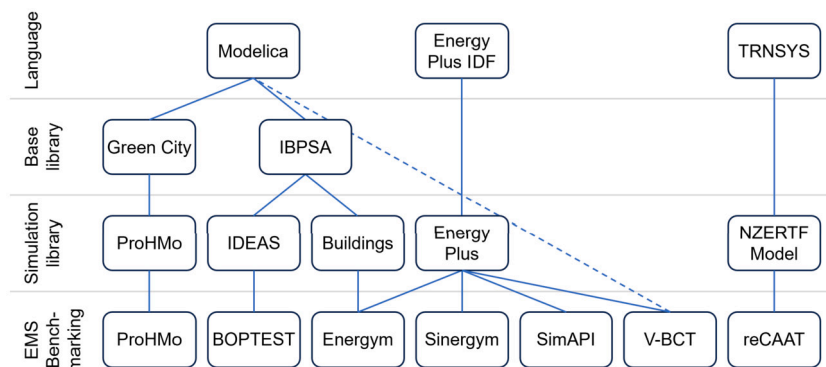 Language
Modelica
Energy
Plus IDF
TRNSYS
Base
library
Green City
IBPSA
Simulation
library
ProHMo
IDEAS
Buildings
Energy
Plus
NZERTF
Model
EMS
Bench-
marking
ProHMo
BOPTEST
Energym
Sinergym
SimAPI
V-BCT
reCAAT